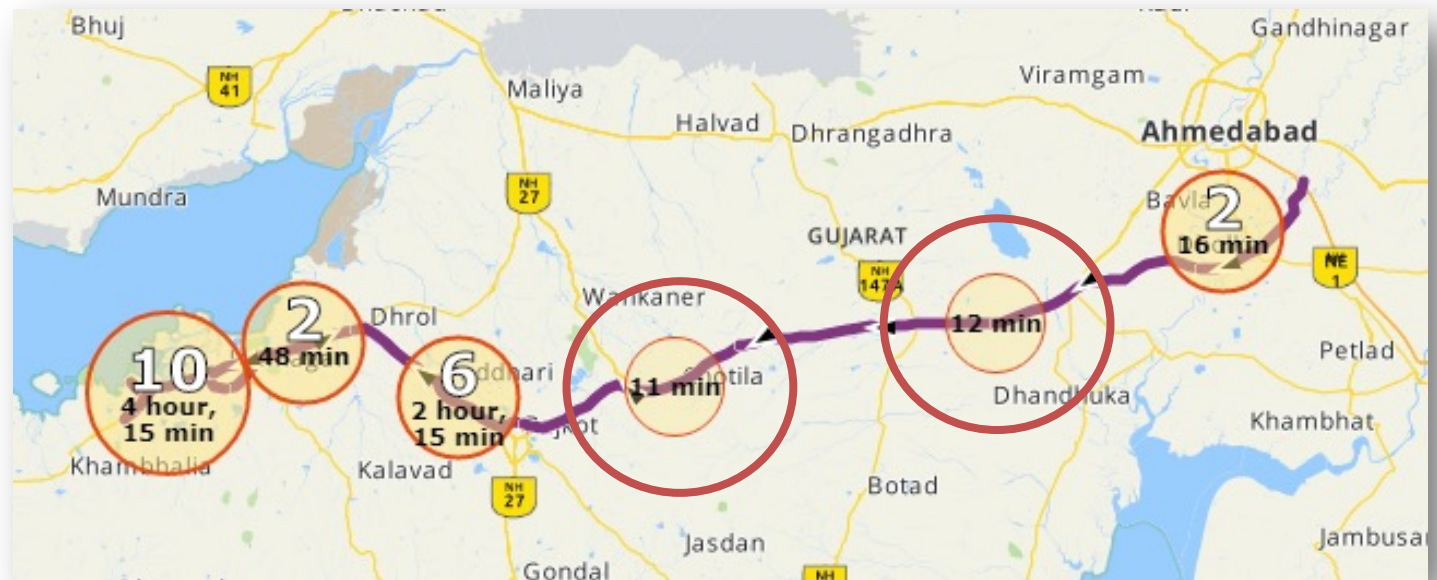 Bhuj
Gandhinagar
NH
41
Viramgam
Maliya
Halvad
Dhrangadhra
Ahmedabad
Mundra
NH
27
Bavla
2
16 min
GUJARAT
NH
147A
NE
1
Wankaner
2
48 min
Dhrol
12 min
10
4 hour,
15 min
6
2 hour,
15 min
11 min
Petlad
Dhandhuka
Khambhat
Khambhalia
Kalavad
NH
27
Botad
Jasdan
Jambusar
Gondal
NH